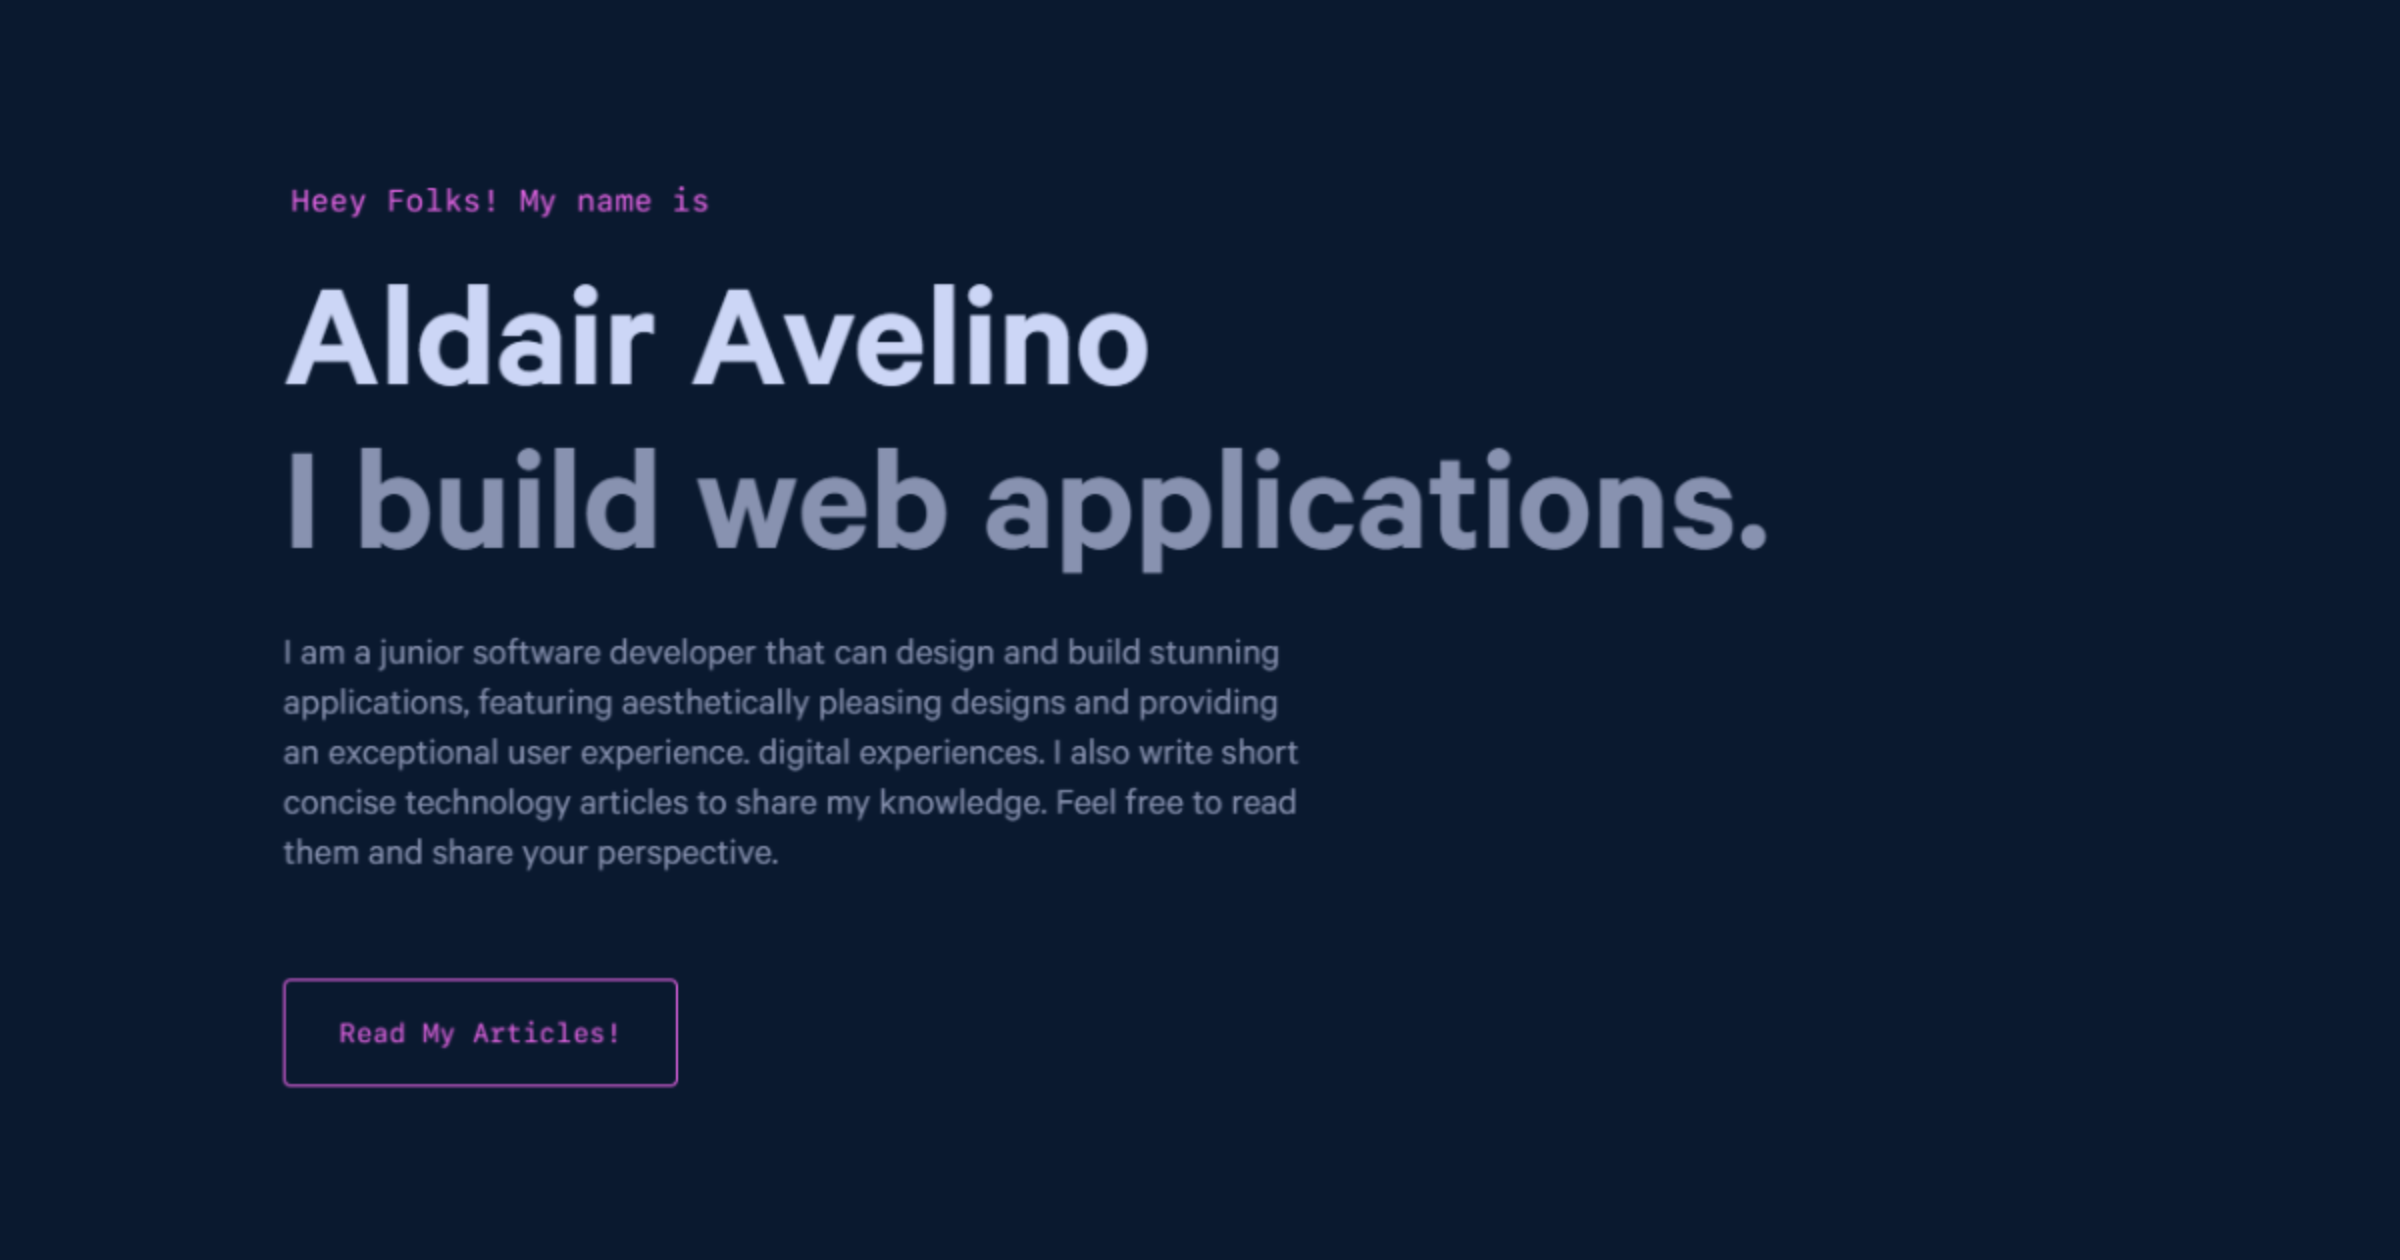 Heey Folks! My name is
Aldair Avelino
I build web applications.
I am a junior software developer that can design and build stunning
applications, featuring aesthetically pleasing designs and providing
an exceptional user experience. digital experiences. I also write short
concise technology articles to share my knowledge. Feel free to read
them and share your perspective.
Read My Articles!